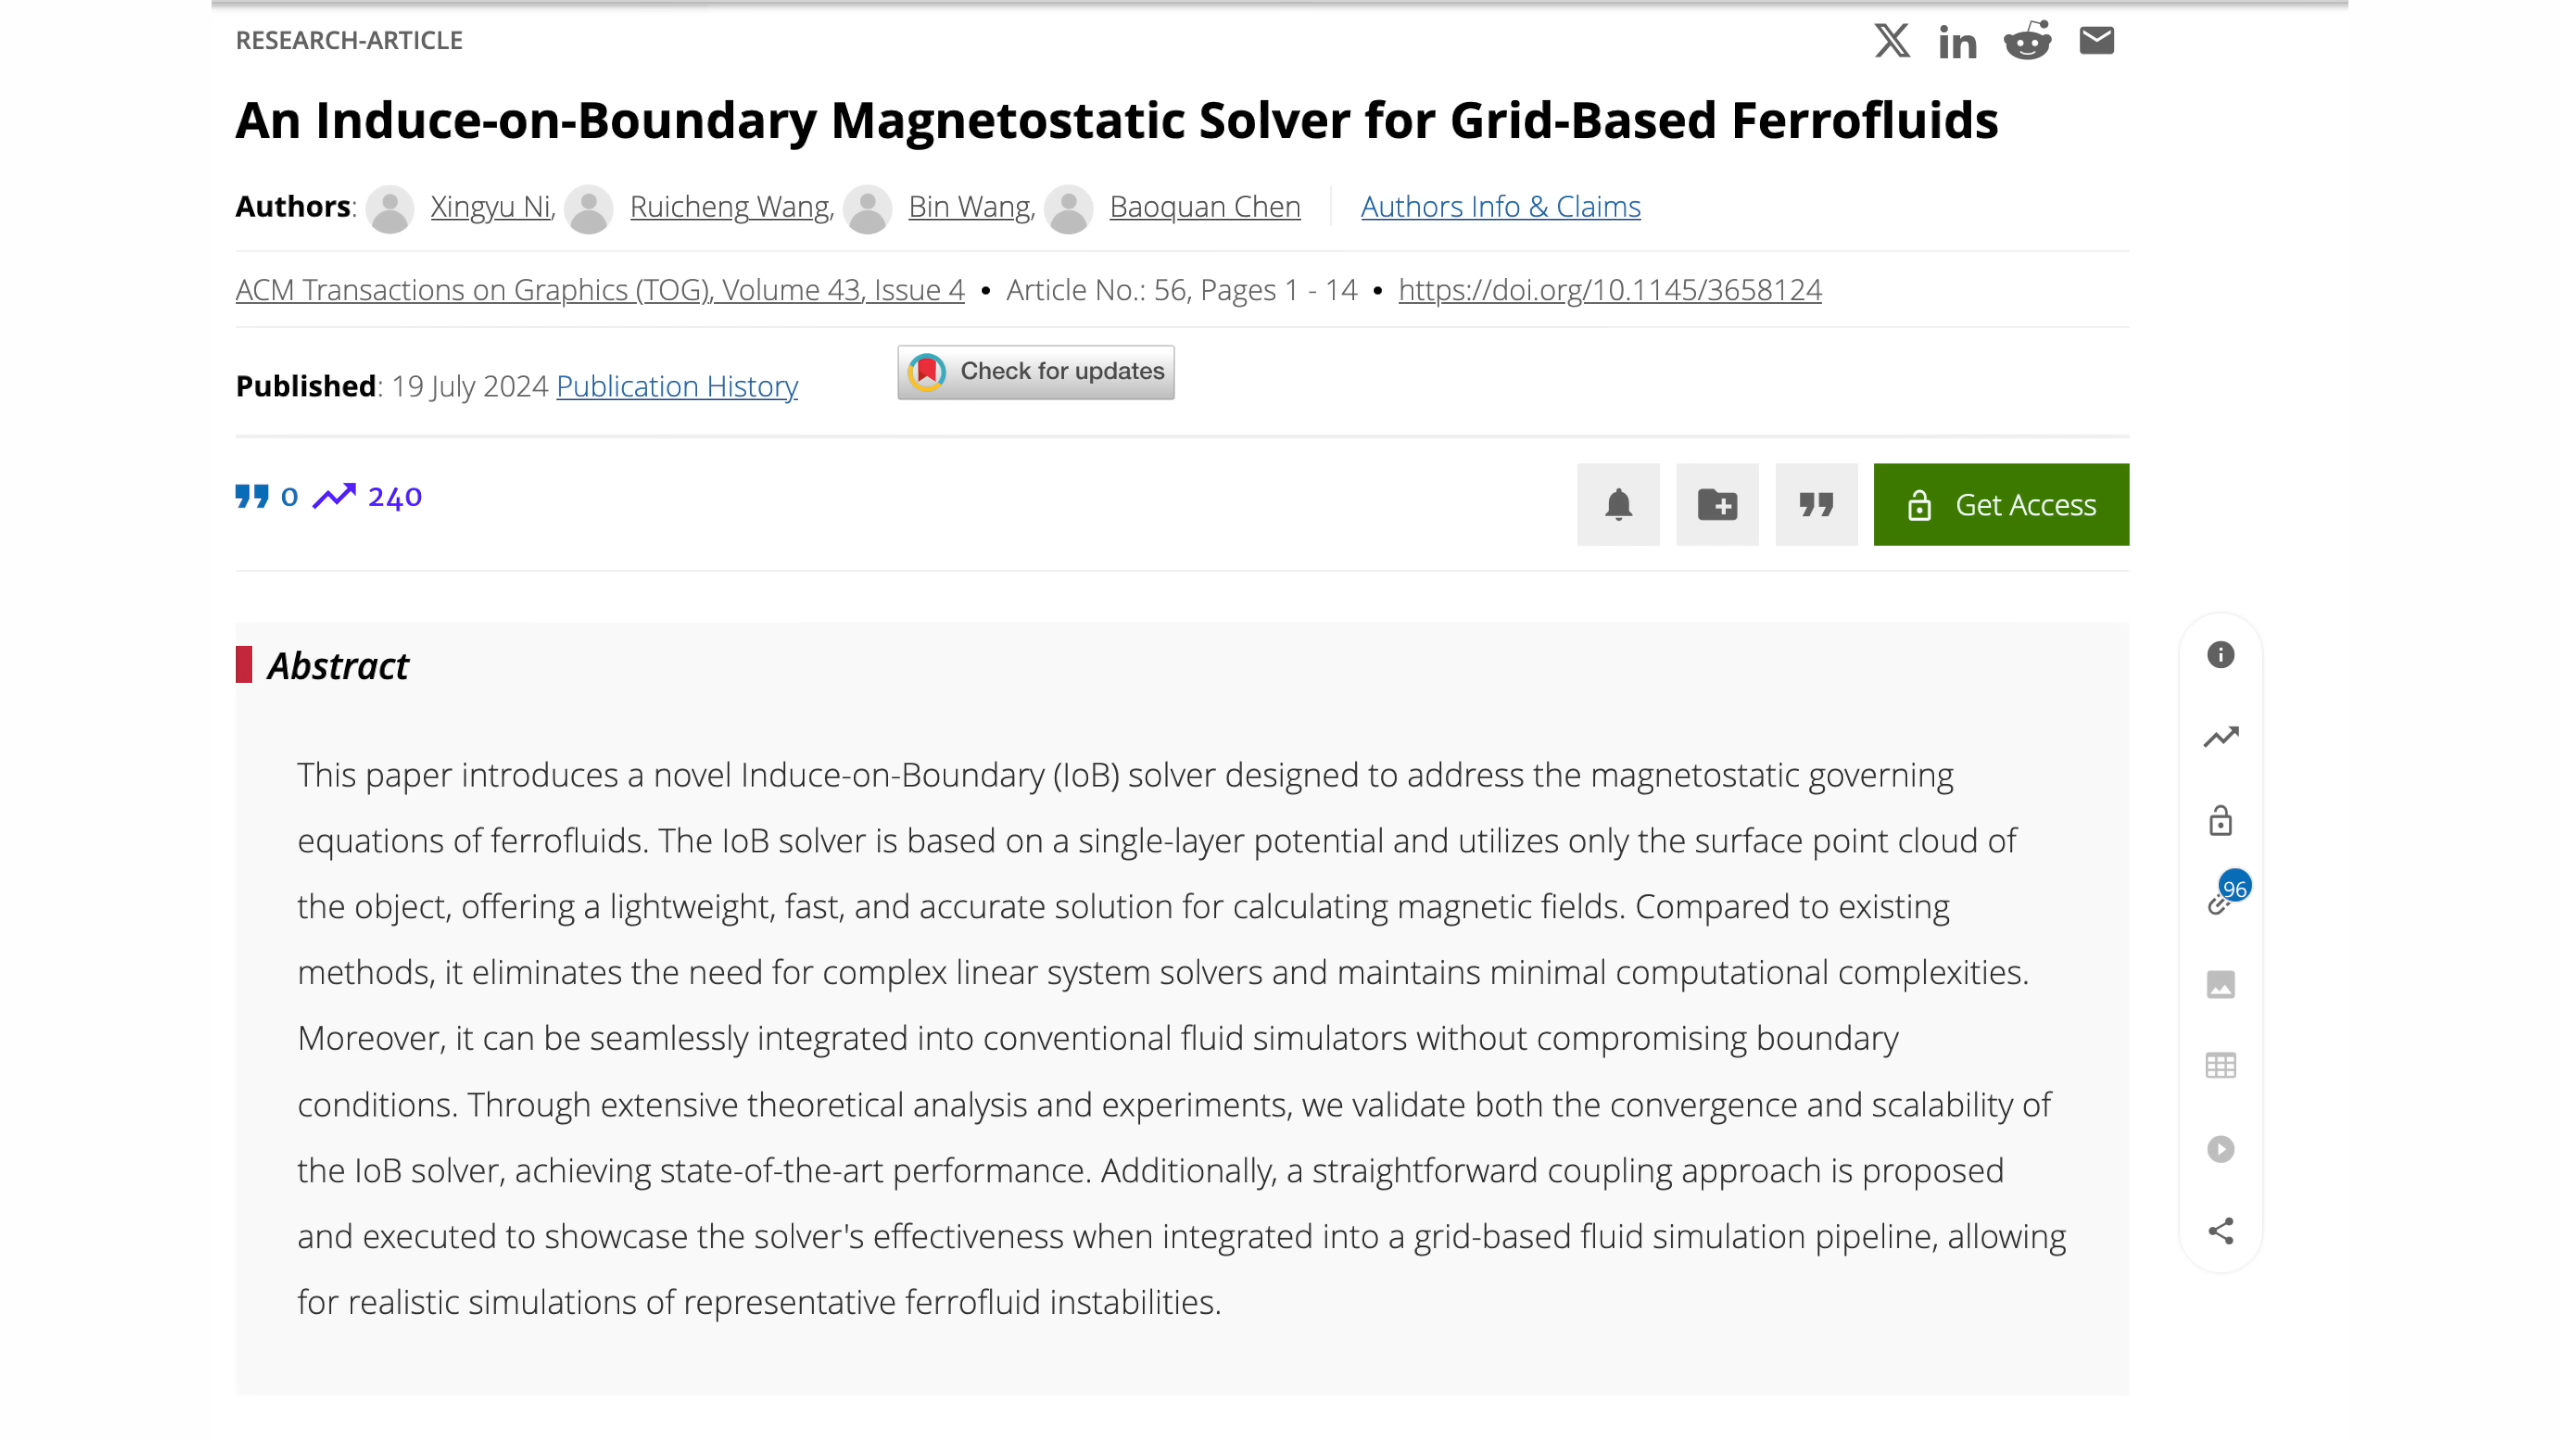 RESEARCH-ARTICLE
An Induce-on-Boundary Magnetostatic Solver for Grid-Based Ferrofluids
Authors: Xingyu Ni, Ruicheng Wang, Bin Wang, Baoquan Chen Authors Info & Claims
ACM Transactions on Graphics (TOG), Volume 43, Issue 4 • Article No.: 56, Pages 1 - 14 • https://doi.org/10.1145/3658124
Published: 19 July 2024 Publication History Check for updates
0 240 Get Access
Abstract
This paper introduces a novel Induce-on-Boundary (IoB) solver designed to address the magnetostatic governing
equations of ferrofluids. The IoB solver is based on a single-layer potential and utilizes only the surface point cloud of
the object, offering a lightweight, fast, and accurate solution for calculating magnetic fields. Compared to existing
methods, it eliminates the need for complex linear system solvers and maintains minimal computational complexities.
Moreover, it can be seamlessly integrated into conventional fluid simulators without compromising boundary
conditions. Through extensive theoretical analysis and experiments, we validate both the convergence and scalability of
the IoB solver, achieving state-of-the-art performance. Additionally, a straightforward coupling approach is proposed
and executed to showcase the solver's effectiveness when integrated into a grid-based fluid simulation pipeline, allowing
for realistic simulations of representative ferrofluid instabilities.
96